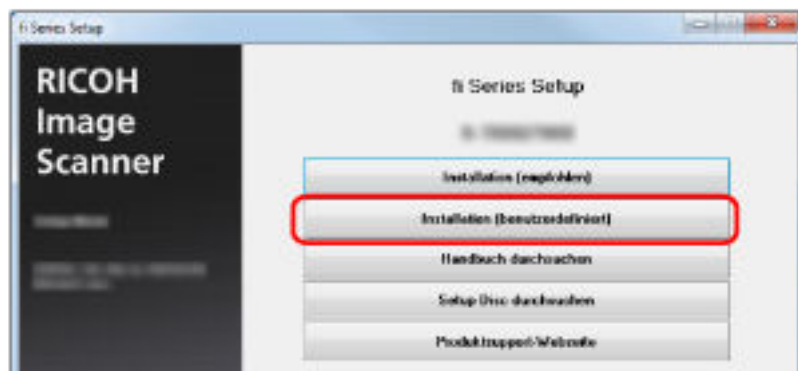 fi Series Setup
RICOH
Image
Scanner
fi Series Setup
Installation (empfohlen)
Installation (benutzerdefiniert)
Handbuch durchsuchen
Setup Disc durchsuchen
Produktsupport-Webseite